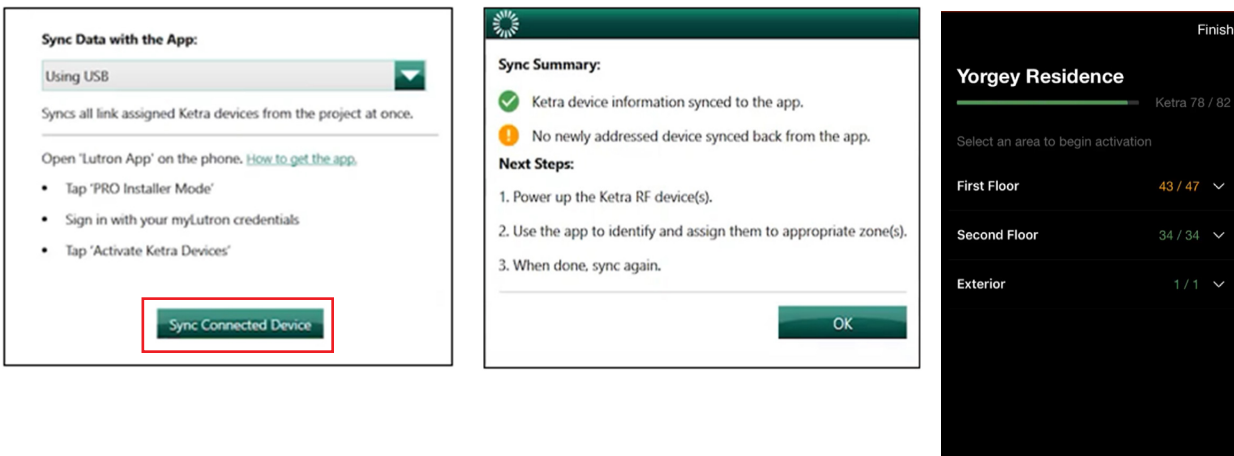 Sync Data with the App:
Using USB
Syncs all link assigned Ketra devices from the project at once.
Open 'Lutron App' on the phone. How to get the app.
• Tap 'PRO Installer Mode'
• Sign in with your myLutron credentials
• Tap 'Activate Ketra Devices'
Sync Connected Device
Sync Summary:
Ketra device information synced to the app.
No newly addressed device synced back from the app.
Next Steps:
1. Power up the Ketra RF device(s).
2. Use the app to identify and assign them to appropriate zone(s).
3. When done, sync again.
OK
Finish
Yorgey Residence
Ketra 78 / 82
Select an area to begin activation
First Floor 43 / 47
Second Floor 34 / 34
Exterior 1 / 1